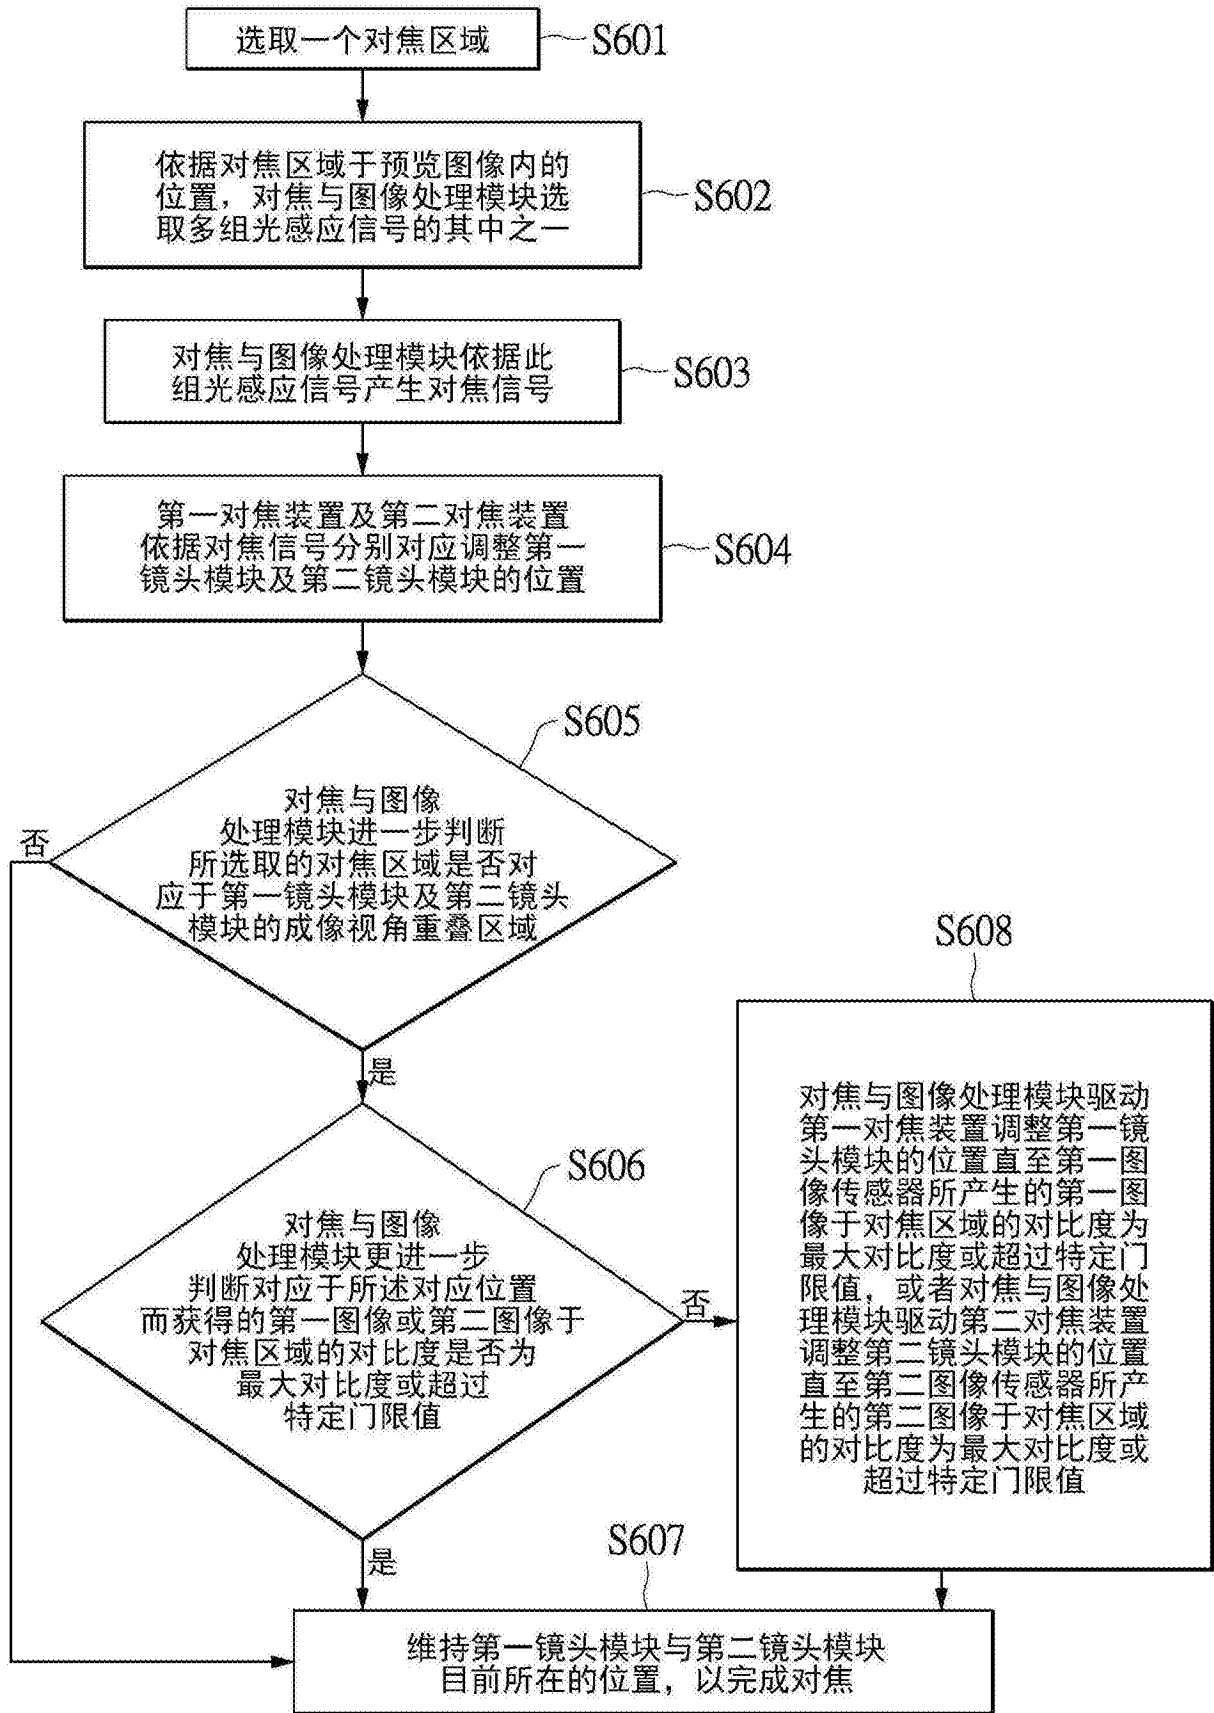 选取一个对焦区域
S601
依据对焦区域于预览图像内的
位置，对焦与图像处理模块选
取多组光感应信号的其中之一
S602
对焦与图像处理模块依据此
组光感应信号产生对焦信号
S603
第一对焦装置及第二对焦装置
依据对焦信号分别对应调整第一
镜头模块及第二镜头模块的位置
S604
S605
对焦与图像
处理模块进一步判断
所选取的对焦区域是否对
应于第一镜头模块及第二镜头
模块的成像视角重叠区域
否
是
S606
对焦与图像
处理模块更进一步
判断对应于所述对应位置
而获得的第一图像或第二图像于
对焦区域的对比度是否为
最大对比度或超过
特定门限值
否
是
S608
对焦与图像处理模块驱动
第一对焦装置调整第一镜
头模块的位置直至第一图
像传感器所产生的第一图
像于对焦区域的对比度为
最大对比度或超过特定门
限值，或者对焦与图像处
理模块驱动第二对焦装置
调整第二镜头模块的位置
直至第二图像传感器所产
生的第二图像于对焦区域
的对比度为最大对比度或
超过特定门限值
S607
维持第一镜头模块与第二镜头模块
目前所在的位置，以完成对焦